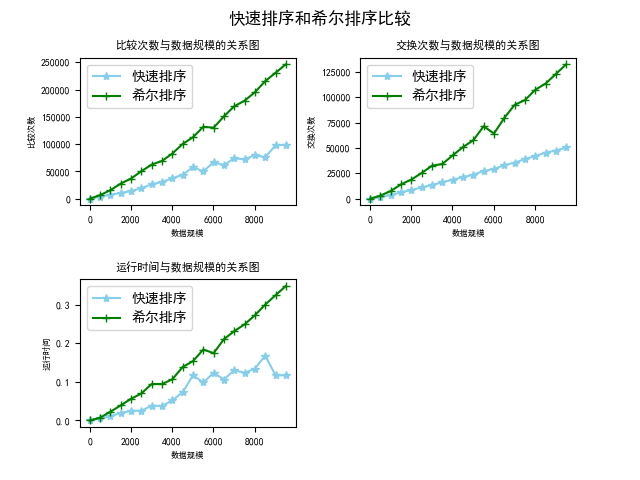 快速排序和希尔排序比较
比较次数与数据规模的关系图
250000
200000
150000
100000
50000
0
比较次数
快速排序
希尔排序
0 2000 4000 6000 8000
数据规模
交换次数与数据规模的关系图
125000
100000
75000
50000
25000
0
交换次数
快速排序
希尔排序
0 2000 4000 6000 8000
数据规模
运行时间与数据规模的关系图
0.3
0.2
0.1
0.0
运行时间
快速排序
希尔排序
0 2000 4000 6000 8000
数据规模